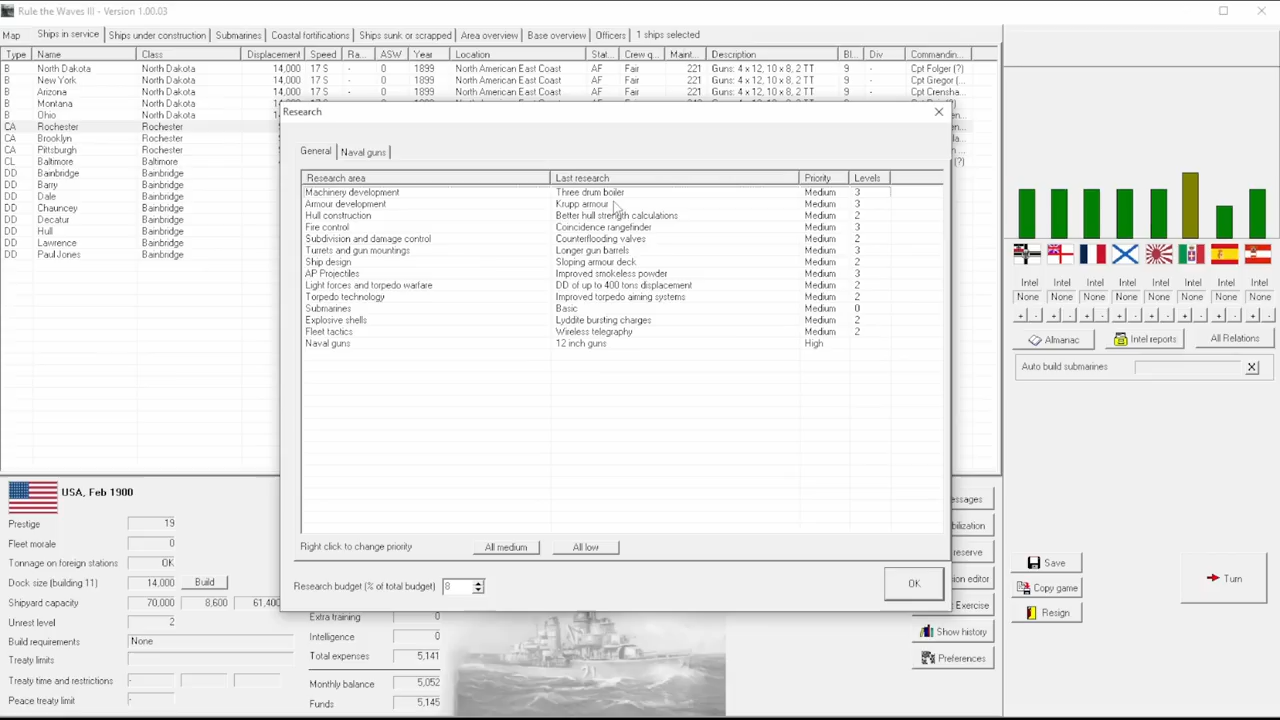 Rule the Waves III - Version 1.00.03
Map Ships in service Ships under construction Submarines Coastal fortifications Ships sunk or scrapped Area overview Base overview Officers 1 ships selected
Type Name Class Displacement Speed Ra... ASW Year Location Stat... Crew q... Maint... Description Bl... Div Commandin...
B North Dakota North Dakota 14,000 17 S - 0 1899 North American East Coast AF Fair 221 Guns: 4 x 12, 10 x 8, 2 TT 9 - Cpt Folger (?)
B New York North Dakota 14,000 17 S - 0 1899 North American East Coast AF Fair 221 Guns: 4 x 12, 10 x 8, 2 TT 9 - Cpt Gregor (...
B Arizona North Dakota 14,000 17 S - 0 1899 North American East Coast AF Fair 221 Guns: 4 x 12, 10 x 8, 2 TT 9 - Cpt Crensha...
B Montana North Dakota
B Ohio North Dakota
CA Rochester Rochester
CA Brooklyn Rochester
CA Pittsburgh Rochester
CL Baltimore Baltimore
DD Bainbridge Bainbridge
DD Barry Bainbridge
DD Dale Bainbridge
DD Chauncey Bainbridge
DD Decatur Bainbridge
DD Hull Bainbridge
DD Lawrence Bainbridge
DD Paul Jones Bainbridge
Research
General Naval guns
Research area Last research Priority Levels
Machinery development Three drum boiler Medium 3
Armour development Krupp armour Medium 3
Hull construction Better hull strength calculations Medium 2
Fire control Coincidence rangefinder Medium 3
Subdivision and damage control Counterflooding valves Medium 2
Turrets and gun mountings Longer gun barrels Medium 3
Ship design Sloping armour deck Medium 2
AP Projectiles Improved smokeless powder Medium 3
Light forces and torpedo warfare DD of up to 400 tons displacement Medium 2
Torpedo technology Improved torpedo aiming systems Medium 2
Submarines Basic Medium 0
Explosive shells Lyddite bursting charges Medium 2
Fleet tactics Wireless telegraphy Medium 2
Naval guns 12 inch guns High
Right click to change priority All medium All low
Research budget (% of total budget) 8
OK
Intel Intel Intel Intel Intel Intel Intel Intel
None None None None None None None None
+ - + - + - + - + - + - + - + -
Almanac Intel reports All Relations
Auto build submarines X
USA, Feb 1900
Prestige 19
Fleet morale 0
Tonnage on foreign stations OK
Dock size (building 11) 14,000 Build
Shipyard capacity 70,000 8,600 61,400
Unrest level 2
Build requirements None
Treaty limits
Treaty time and restrictions -
Peace treaty limit -
Extra training 0
Intelligence 0
Total expenses 5,141
Monthly balance 5,052
Funds 5,145
essages
bilization
reserve
ion editor
Exercise
Show history
Preferences
Save
Copy game
Resign
Turn